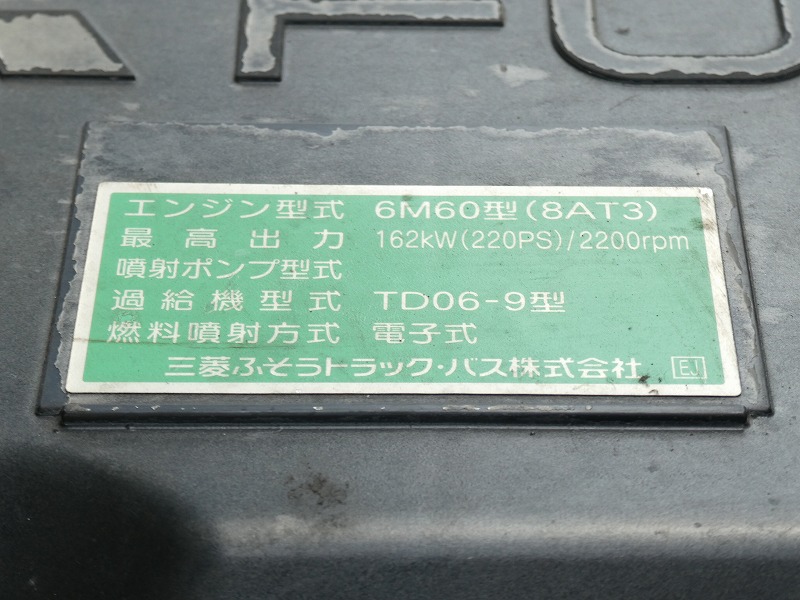 エンジン型式 6M60型(8AT3)
最高出力 162kW(220PS)/2200rpm
噴射ポンプ型式
過給機型式 TD06-9型
燃料噴射方式 電子式
三菱ふそうトラック・バス株式会社 EJ